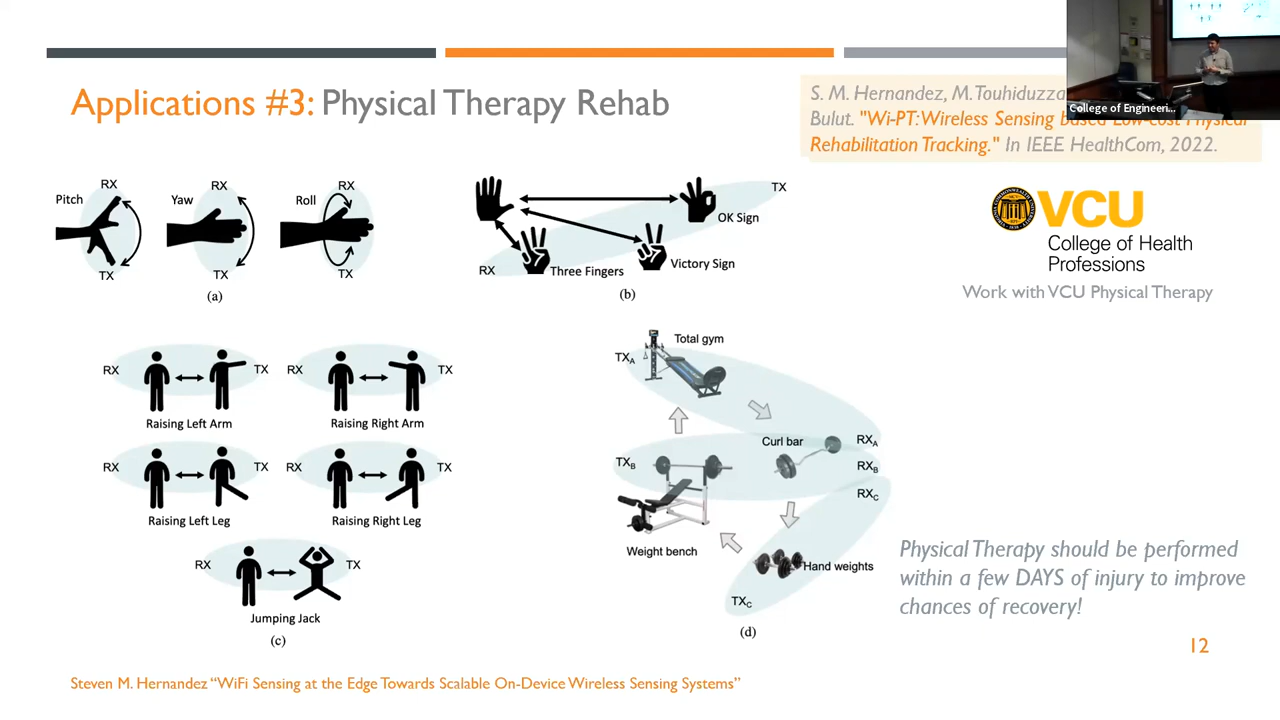 Applications #3: Physical Therapy Rehab
S. M. Hernandez, M. Touhiduzza
Bulut. "Wi-PT: Wireless Sensing based Low-cost Physical
Rehabilitation Tracking." In IEEE HealthCom, 2022.
College of Engineeri...
Pitch
RX
TX
Yaw
RX
TX
Roll
RX
TX
(a)
TX
OK Sign
Victory Sign
Three Fingers
RX
(b)
VCU
College of Health
Professions
Work with VCU Physical Therapy
RX
TX
Raising Left Arm
RX
TX
Raising Right Arm
RX
TX
Raising Left Leg
RX
TX
Raising Right Leg
RX
TX
Jumping Jack
(c)
Total gym
TXA
Curl bar
RXA
RXB
RXC
TXB
Weight bench
Hand weights
TXC
(d)
Physical Therapy should be performed
within a few DAYS of injury to improve
chances of recovery!
12
Steven M. Hernandez “WiFi Sensing at the Edge Towards Scalable On-Device Wireless Sensing Systems”